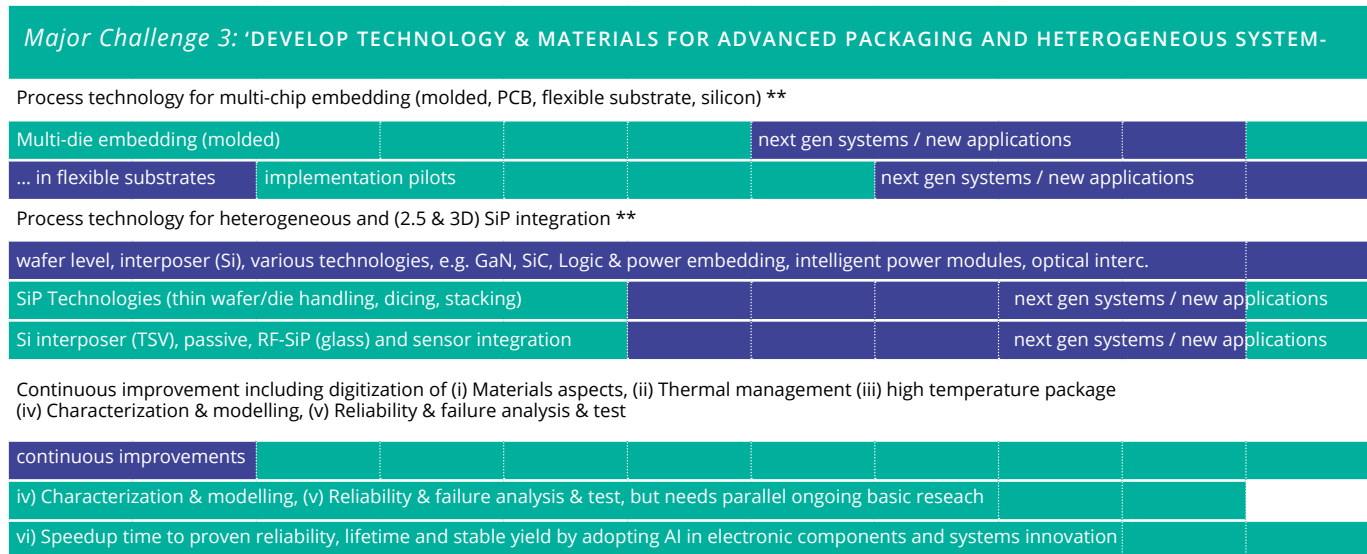 Major Challenge 3: ‘DEVELOP TECHNOLOGY & MATERIALS FOR ADVANCED PACKAGING AND HETEROGENEOUS SYSTEM-
Process technology for multi-chip embedding (molded, PCB, flexible substrate, silicon) **
Multi-die embedding (molded) next gen systems / new applications
... in flexible substrates implementation pilots next gen systems / new applications
Process technology for heterogeneous and (2.5 & 3D) SiP integration **
wafer level, interposer (Si), various technologies, e.g. GaN, SiC, Logic & power embedding, intelligent power modules, optical interc.
SiP Technologies (thin wafer/die handling, dicing, stacking) next gen systems / new applications
Si interposer (TSV), passive, RF-SiP (glass) and sensor integration next gen systems / new applications
Continuous improvement including digitization of (i) Materials aspects, (ii) Thermal management (iii) high temperature package
(iv) Characterization & modelling, (v) Reliability & failure analysis & test
continuous improvements
iv) Characterization & modelling, (v) Reliability & failure analysis & test, but needs parallel ongoing basic reseach
vi) Speedup time to proven reliability, lifetime and stable yield by adopting AI in electronic components and systems innovation